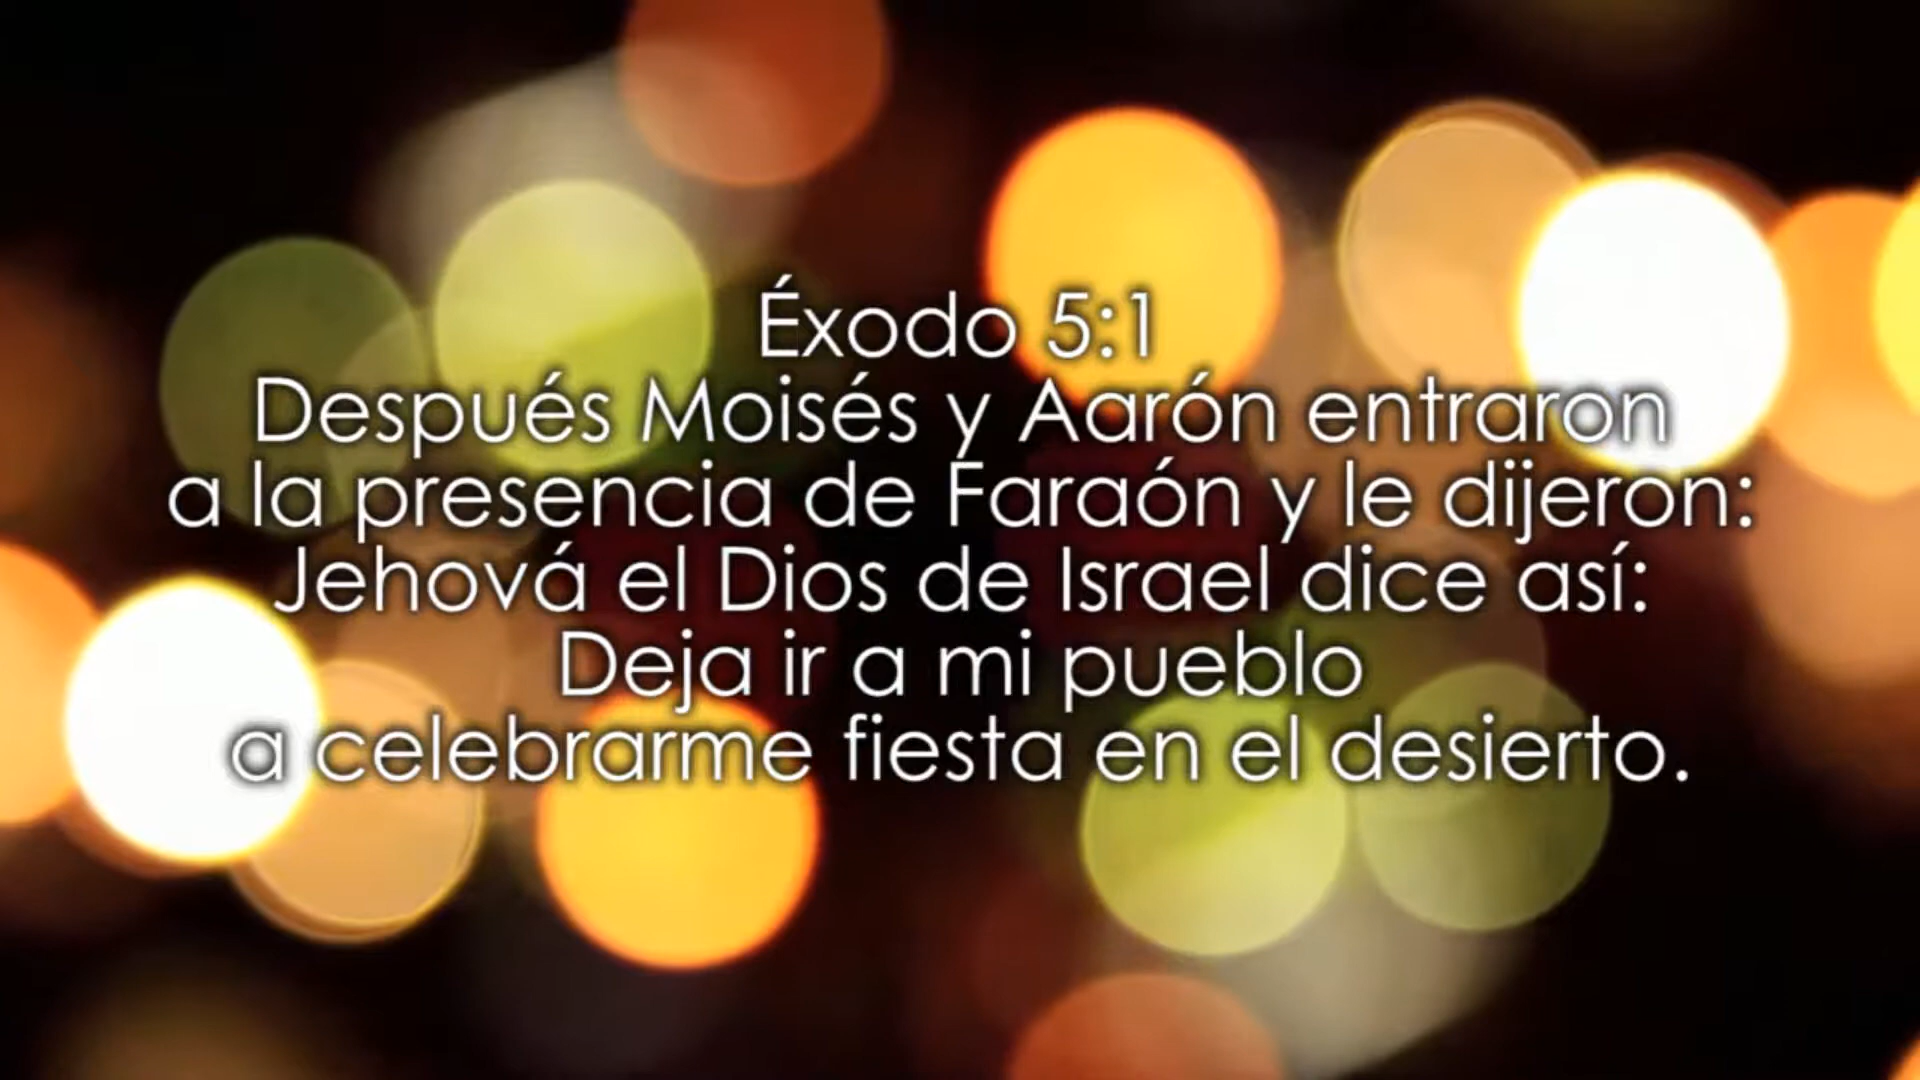 Éxodo 5:1
Después Moisés y Aarón entraron
a la presencia de Faraón y le dijeron:
Jehová el Dios de Israel dice así:
Deja ir a mi pueblo
a celebrarme fiesta en el desierto.